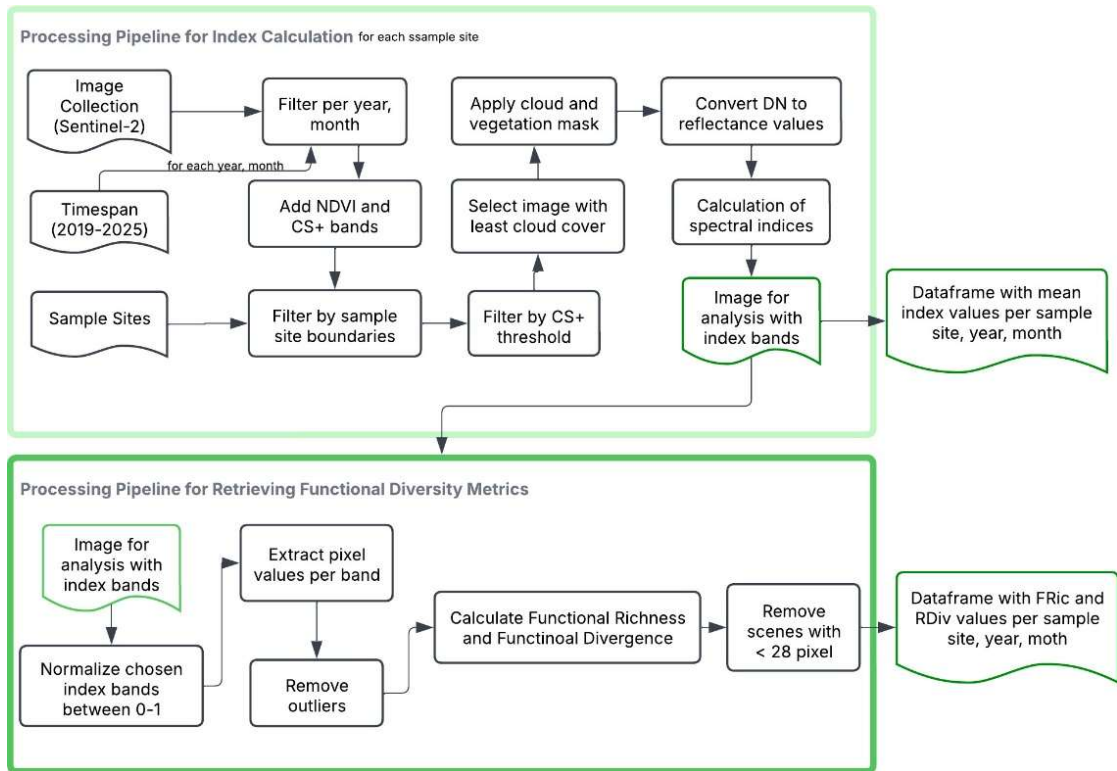 Processing Pipeline for Index Calculation for each ssample site
Image
Collection
(Sentinel-2)
Filter per year,
month
Apply cloud and
vegetation mask
Convert DN to
reflectance values
for each year, month
Timespan
(2019-2025)
Add NDVI and
CS+ bands
Select image with
least cloud cover
Calculation of
spectral indices
Sample Sites
Filter by sample
site boundaries
Filter by CS+
threshold
Image for
analysis with
index bands
Dataframe with mean
index values per sample
site, year, month
Processing Pipeline for Retrieving Functional Diversity Metrics
Image for
analysis with
index bands
Normalize chosen
index bands
between 0-1
Extract pixel
values per band
Remove
outliers
Calculate Functional Richness
and Functinoal Divergence
Remove
scenes with
< 28 pixel
Dataframe with FRic and
RDiv values per sample
site, year, moth